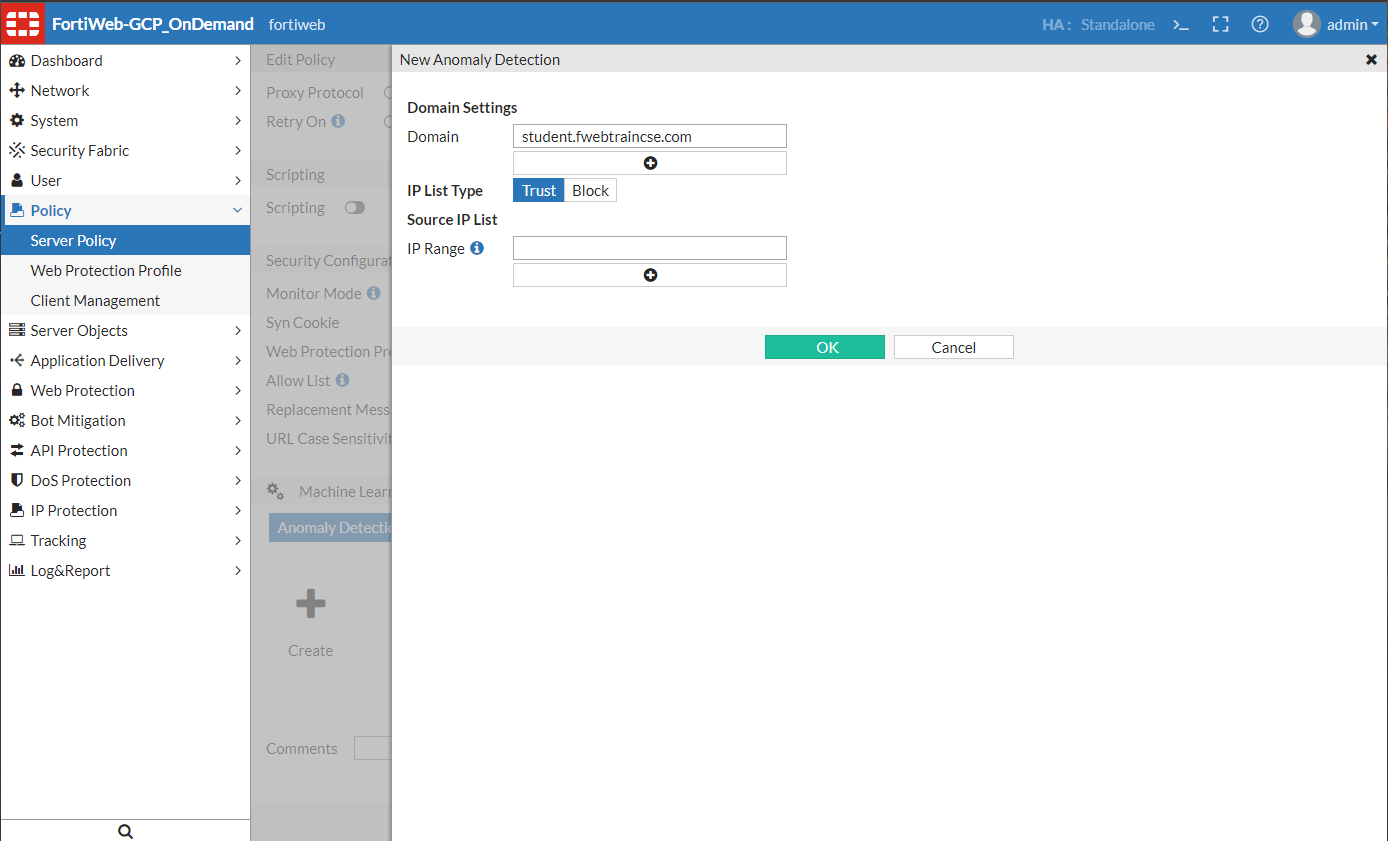 FortiWeb-GCP_OnDemand fortiweb HA : Standalone admin
Dashboard
Network
System
Security Fabric
User
Policy
Server Policy
Web Protection Profile
Client Management
Server Objects
Application Delivery
Web Protection
Bot Mitigation
API Protection
DoS Protection
IP Protection
Tracking
Log&Report
Edit Policy
Proxy Protocol
Retry On
Scripting
Scripting
Security Configurat
Monitor Mode
Syn Cookie
Web Protection Pr
Allow List
Replacement Mess
URL Case Sensitivit
Machine Learn
Anomaly Detectio
Create
Comments
New Anomaly Detection
Domain Settings
Domain student.fwebtraincse.com
IP List Type Trust Block
Source IP List
IP Range
OK Cancel